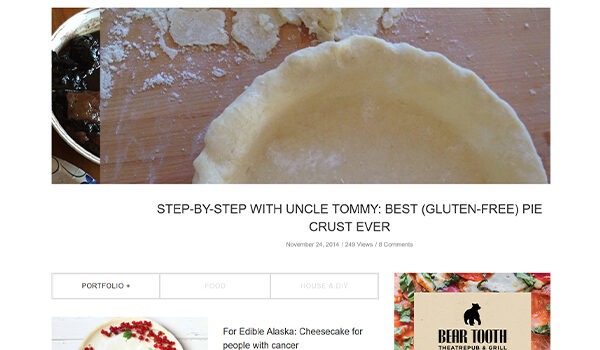 STEP-BY-STEP WITH UNCLE TOMMY: BEST (GLUTEN-FREE) PIE
CRUST EVER
November 24, 2014 / 249 Views / 8 Comments
PORTFOLIO +
FOOD
HOUSE & DIY
For Edible Alaska: Cheesecake for
people with cancer
BEAR TOOTH
THEATREPUB & GRILL